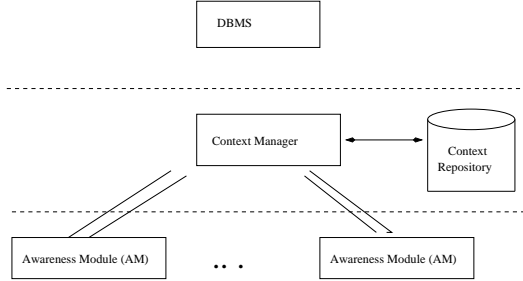 DBMS
Context Manager
Context
Repository
Awareness Module (AM)
Awareness Module (AM)